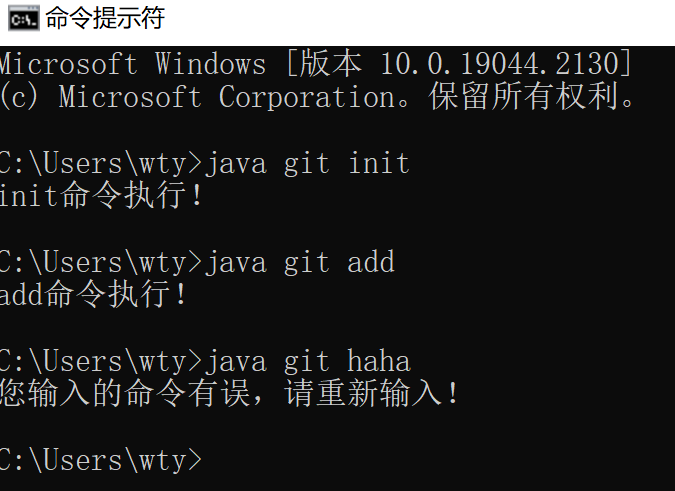 命令提示符
Microsoft Windows [版本 10.0.19044.2130]
(c) Microsoft Corporation。保留所有权利。
C:\Users\wty>java git init
init命令执行！
C:\Users\wty>java git add
add命令执行！
C:\Users\wty>java git haha
您输入的命令有误，请重新输入！
C:\Users\wty>